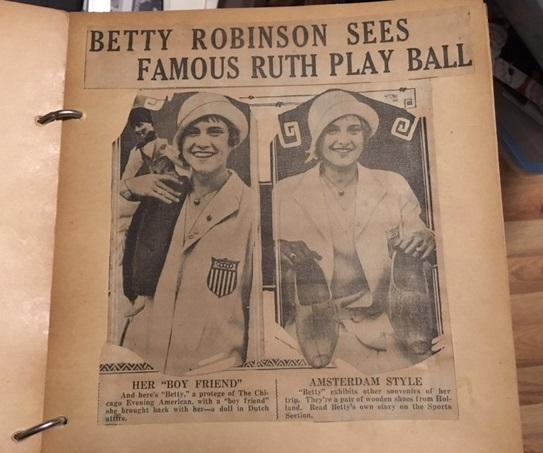 BETTY ROBINSON SEES
FAMOUS RUTH PLAY BALL
HER "BOY FRIEND"
And here's "Betty," a protege of The Chi-
cago Evening American, with a "boy friend"
she brought back with her—a doll in Dutch
attire.
AMSTERDAM STYLE
"Betty" exhibits other souvenirs of her
trip. They're a pair of wooden shoes from Hol-
land. Read Betty's own story on the Sports
Section.